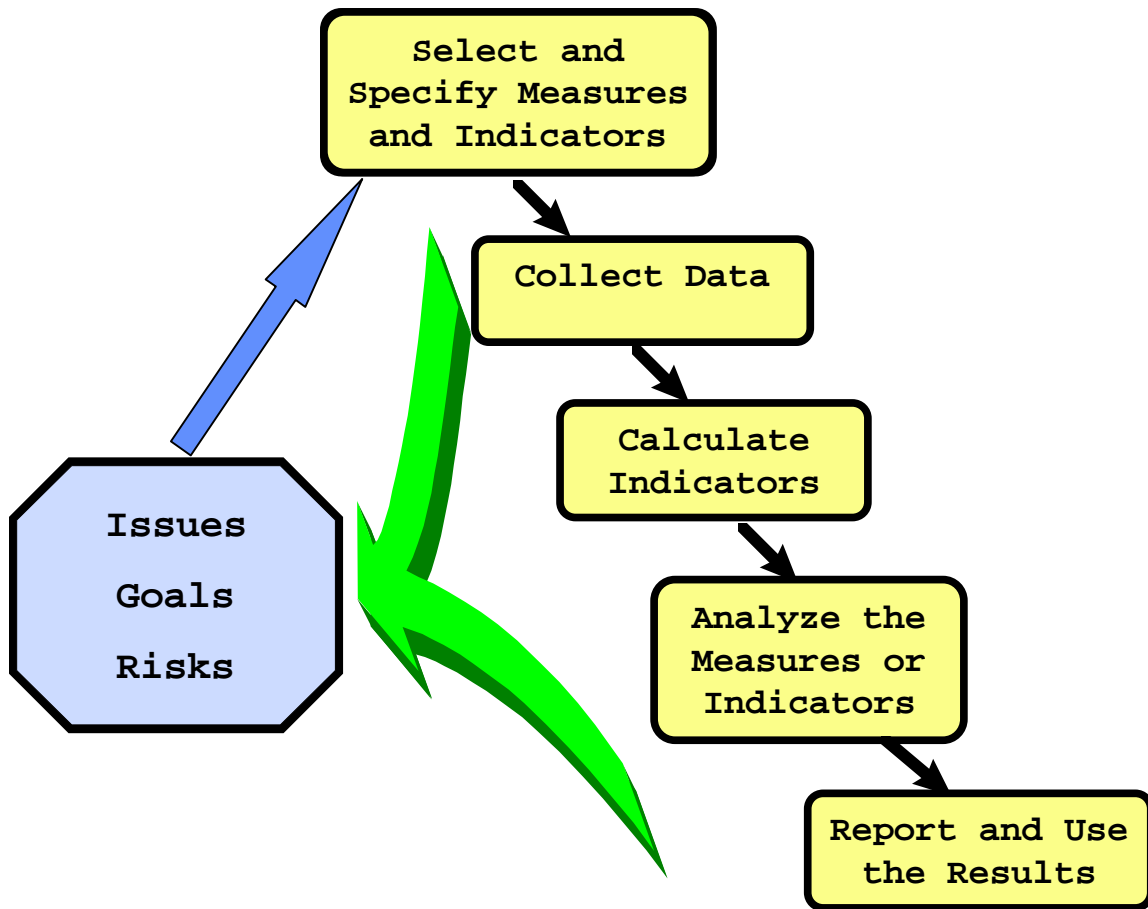 Select and
Specify Measures
and Indicators
Collect Data
Calculate
Indicators
Issues
Goals
Risks
Analyze the
Measures or
Indicators
Report and Use
the Results